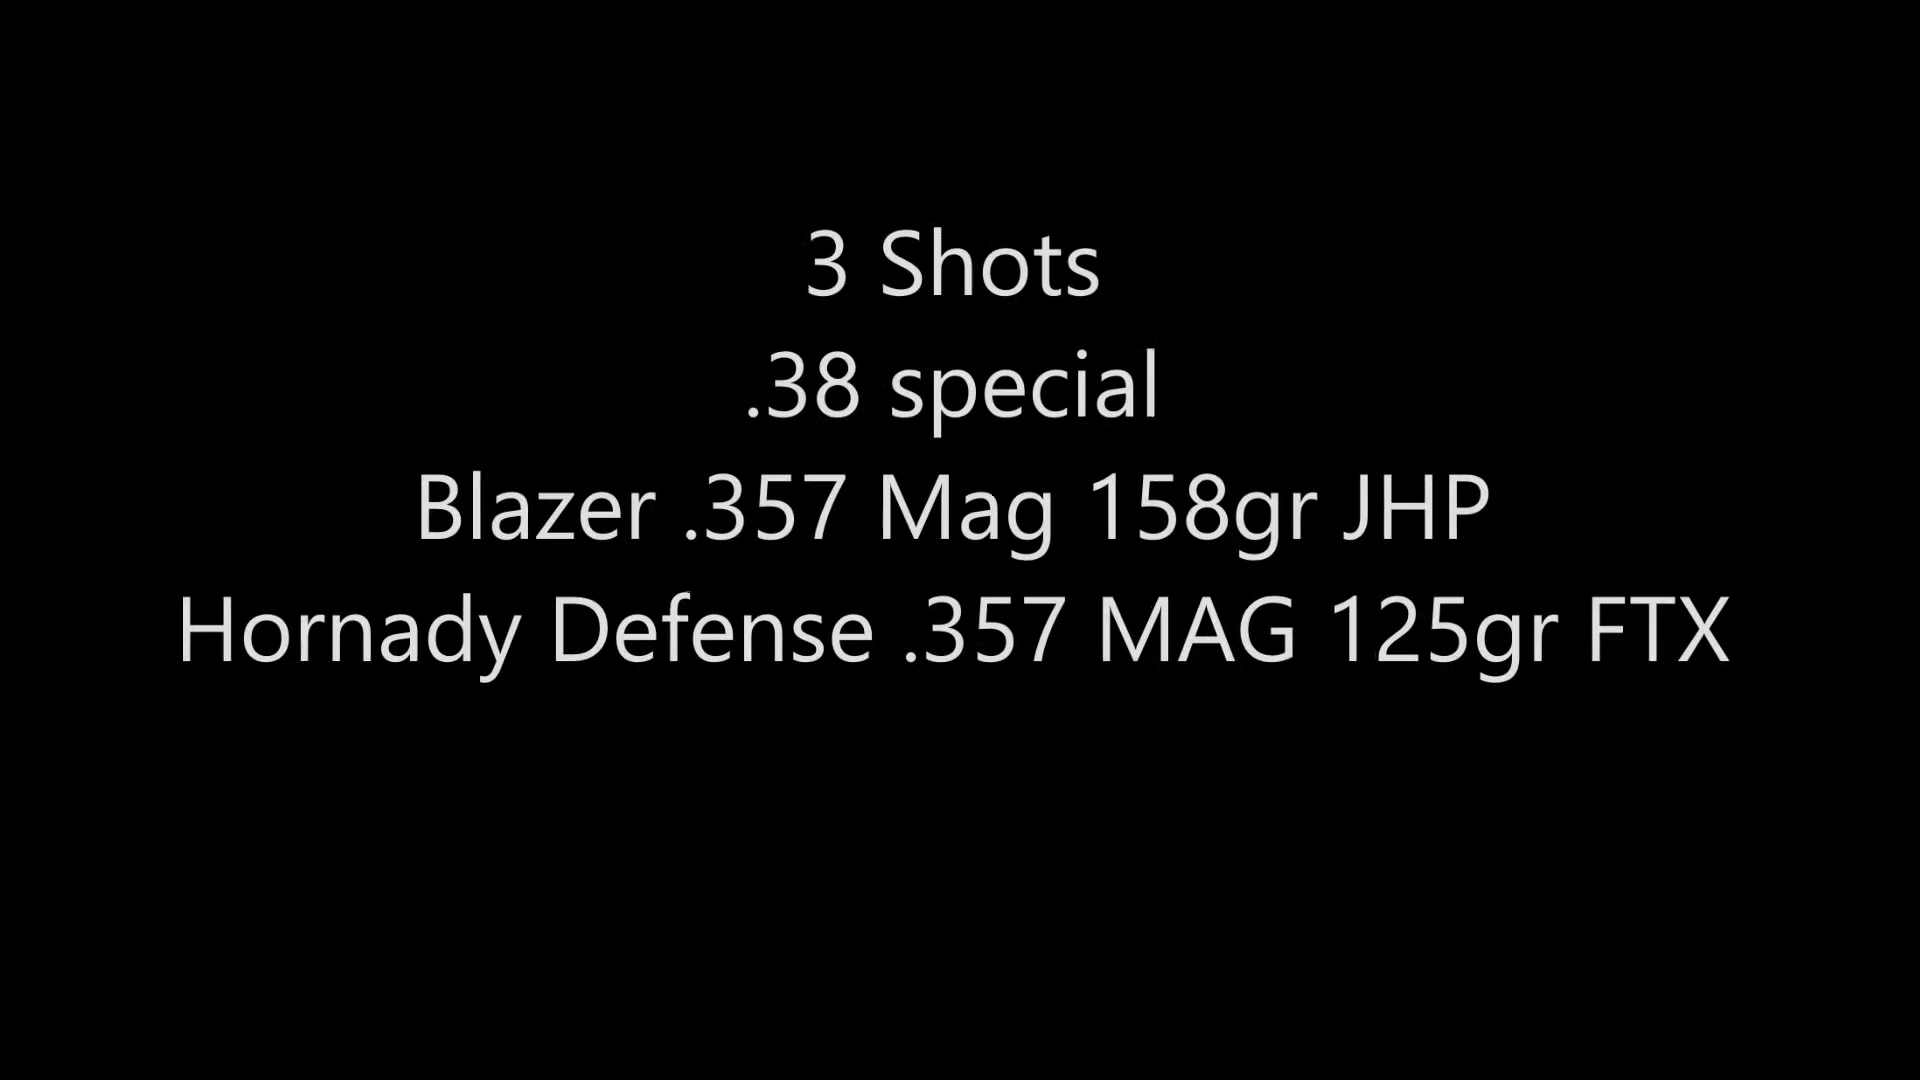 3 Shots
.38 special
Blazer .357 Mag 158gr JHP
Hornady Defense .357 MAG 125gr FTX